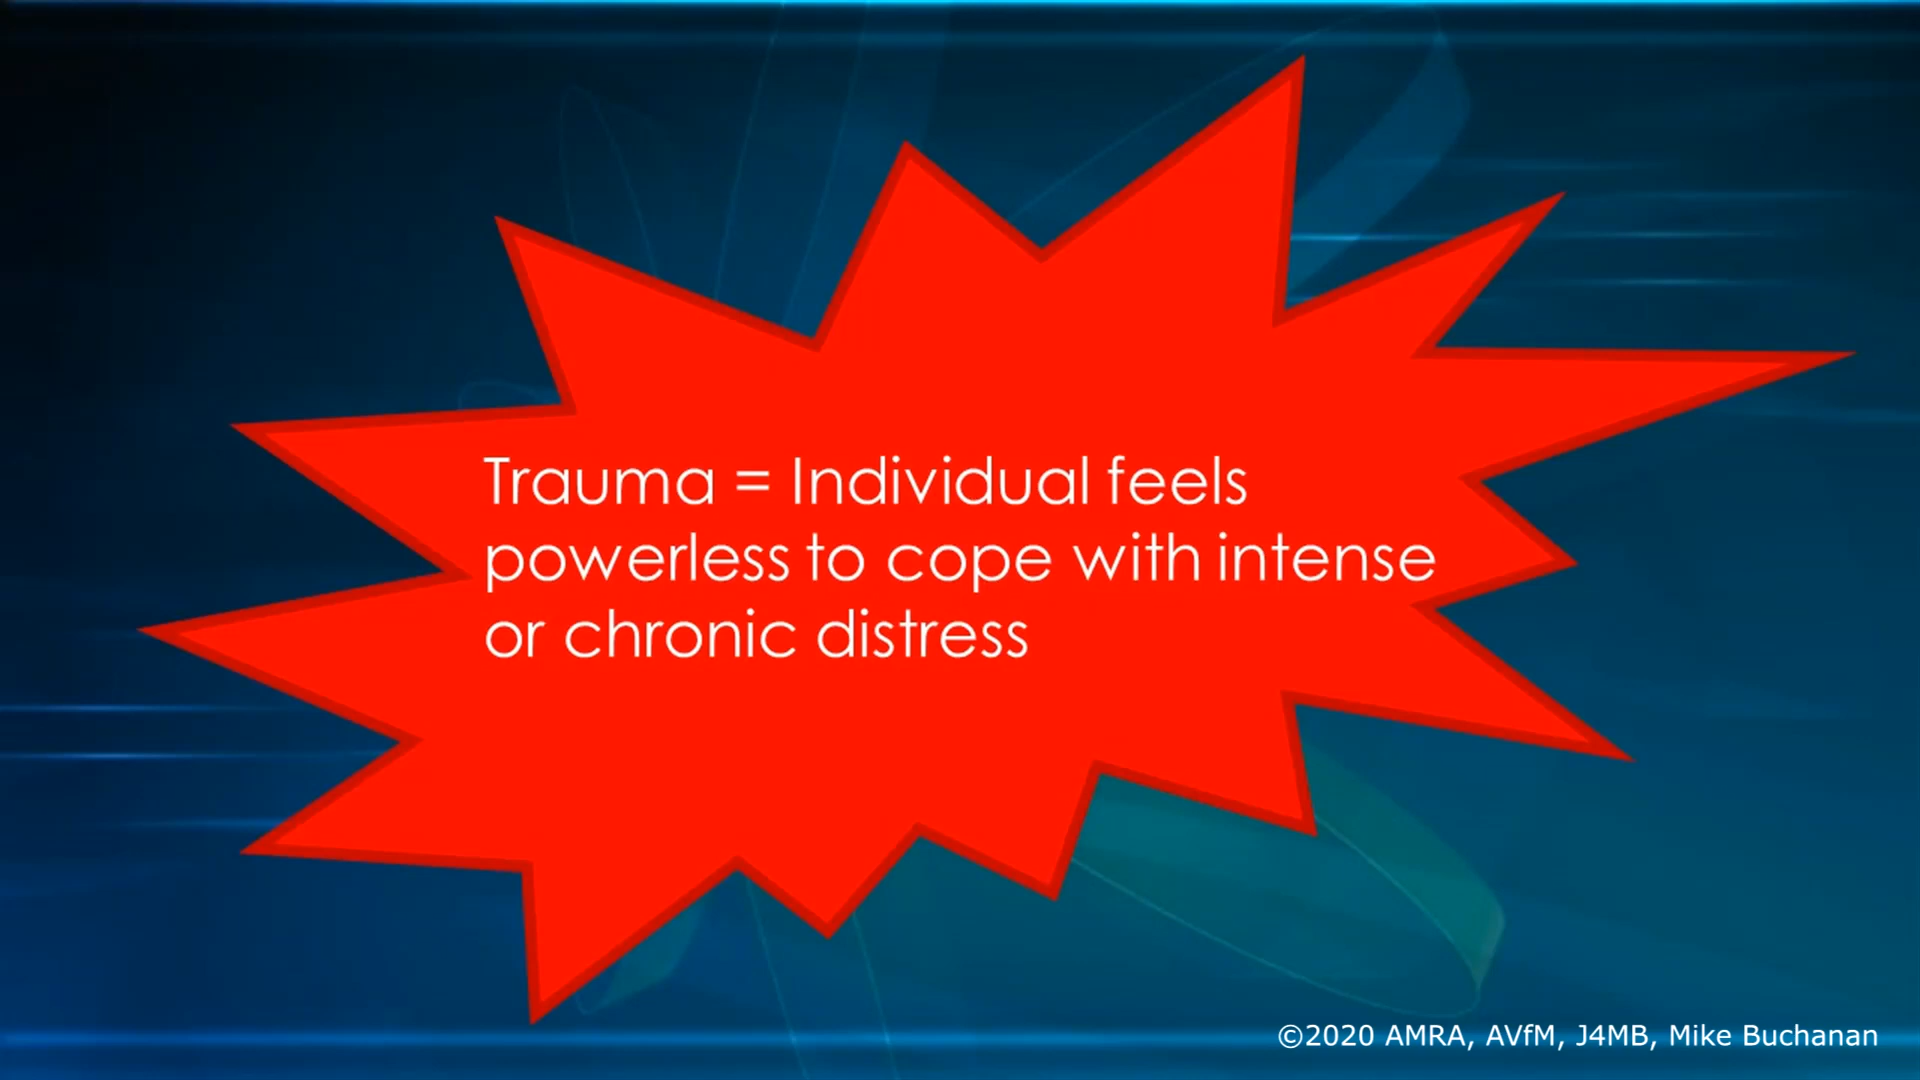 Trauma = Individual feels
powerless to cope with intense
or chronic distress
©2020 AMRA, AVfM, J4MB, Mike Buchanan